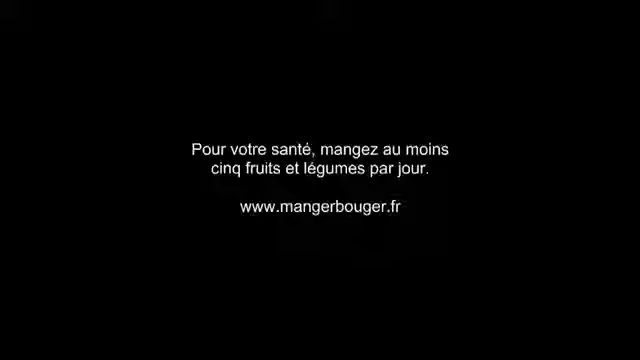 Pour votre santé, mangez au moins
cinq fruits et légumes par jour.
www.mangerbouger.fr